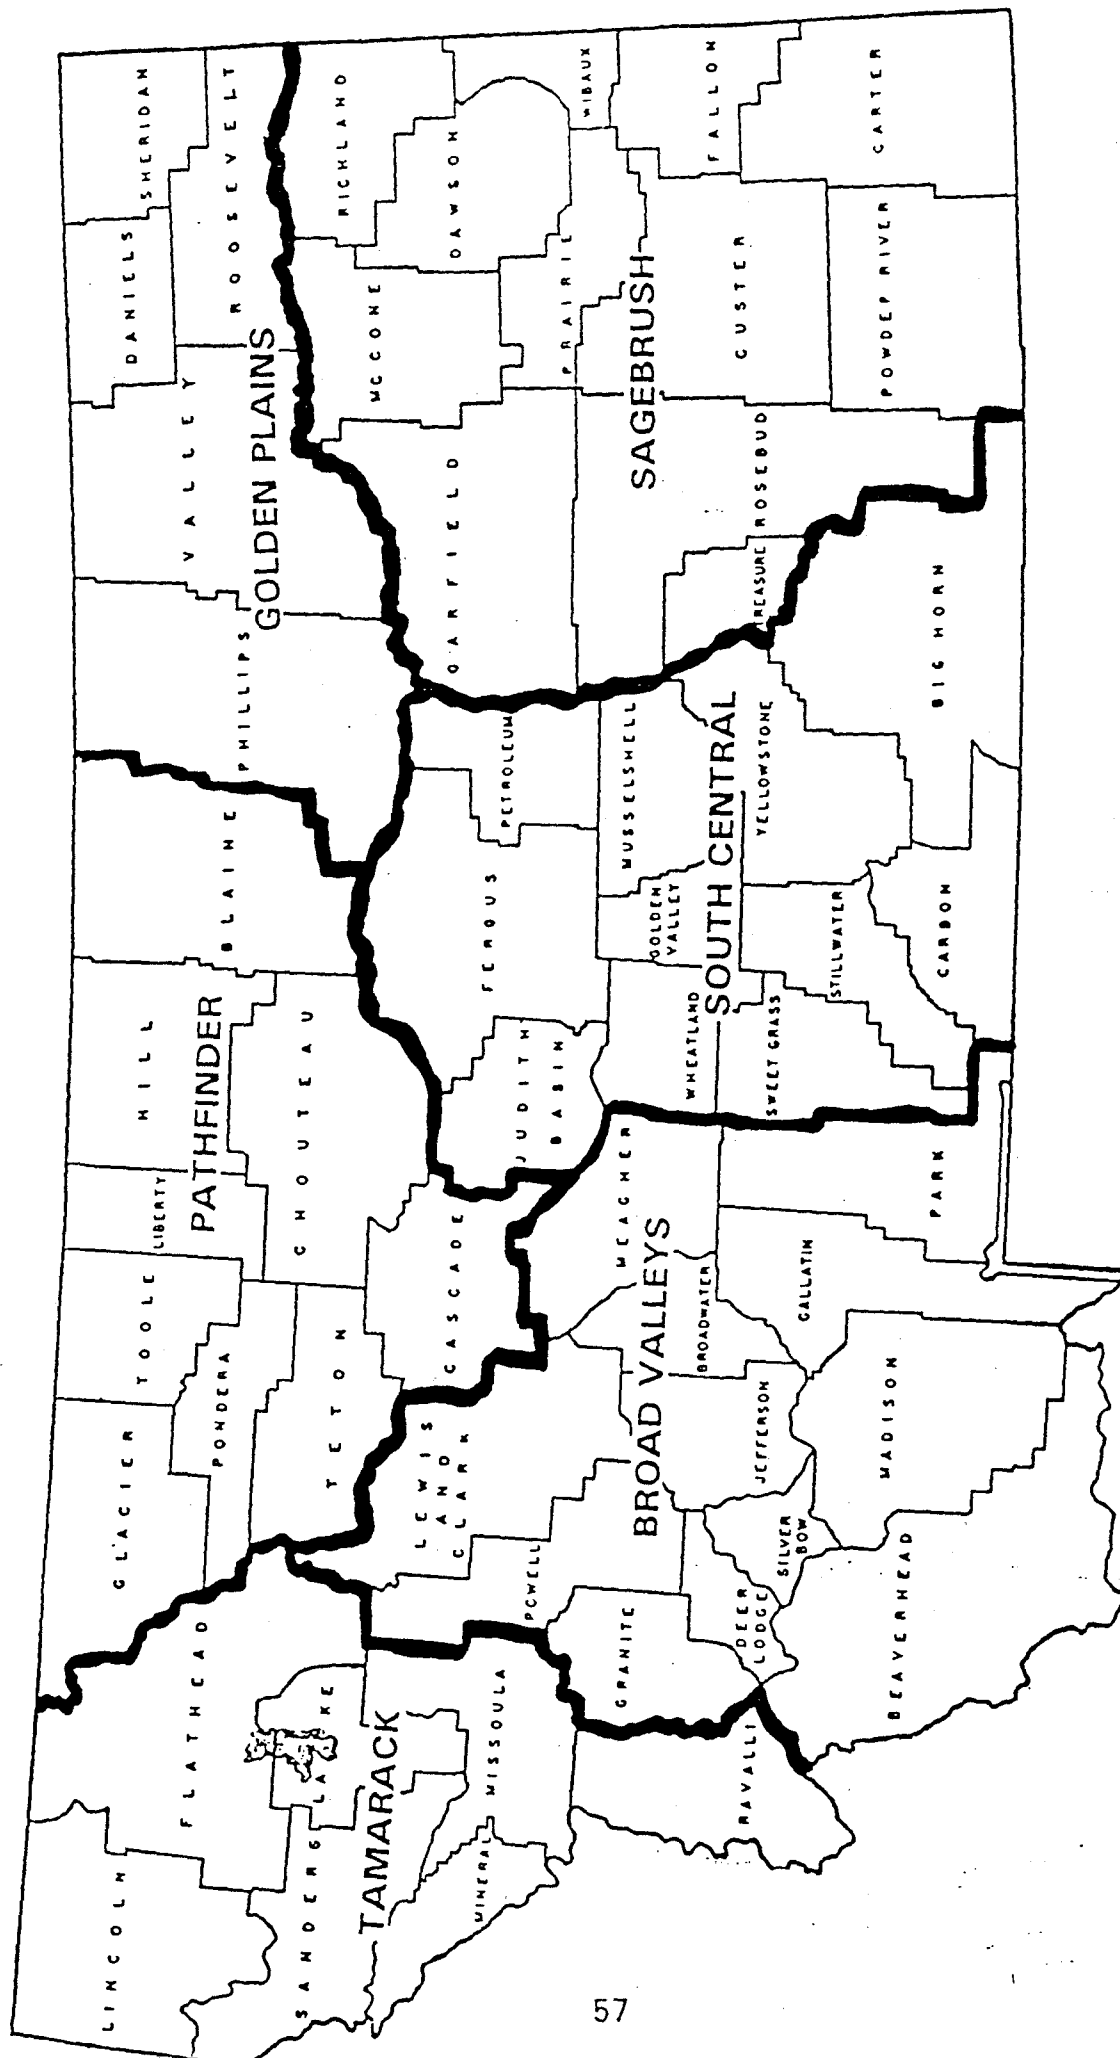 LINCOLN
FLATHEAD
GLACIER
TOOLE
LIBERTY
HILL
BLAINE
PHILLIPS
VALLEY
DANIELS
SHERIDAN
ROOSEVELT
PONDERA
PATHFINDER
GOLDEN PLAINS
SANDERS
LAKE
TETON
CHOUTEAU
RICHLAND
MCCONE
TAMARACK
LEWIS
AND
CLARK
CASCADE
GARFIELD
DAWSON
MINERAL
MISSOULA
POWELL
JUDITH
BASIN
FERGUS
PETROLEUM
PRAIRIE
WIBAUX
GRANITE
BROAD VALLEYS
MEAGHER
MUSSELSHELL
GOLDEN
VALLEY
SAGEBRUSH
FALLON
CUSTER
ROSEBUD
TREASURE
RAVALLI
DEER
LODGE
SILVER
BOW
JEFFERSON
BROADWATER
WHEATLAND
SOUTH CENTRAL
YELLOWSTONE
GALLATIN
SWEET GRASS
STILLWATER
BEAVERHEAD
MADISON
PARK
CARBON
BIG HORN
POWDER RIVER
CARTER
57